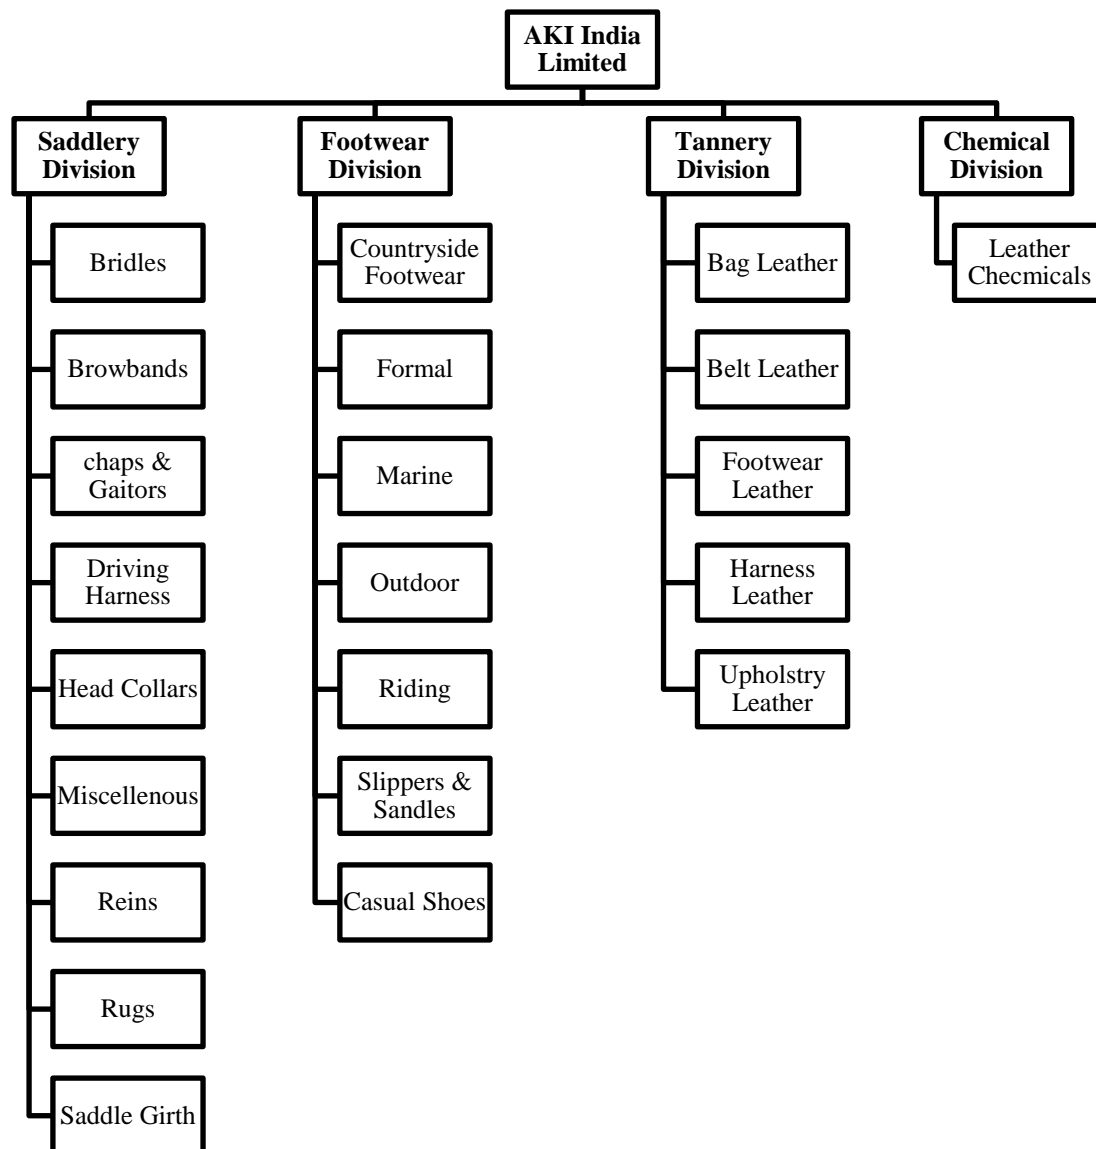 AKI India
Limited
Saddlery
Division
Footwear
Division
Tannery
Division
Chemical
Division
Bridles
Browbands
chaps &
Gaitors
Driving
Harness
Head Collars
Miscellenous
Reins
Rugs
Saddle Girth
Countryside
Footwear
Formal
Marine
Outdoor
Riding
Slippers &
Sandles
Casual Shoes
Bag Leather
Belt Leather
Footwear
Leather
Harness
Leather
Upholstry
Leather
Leather
Checmicals